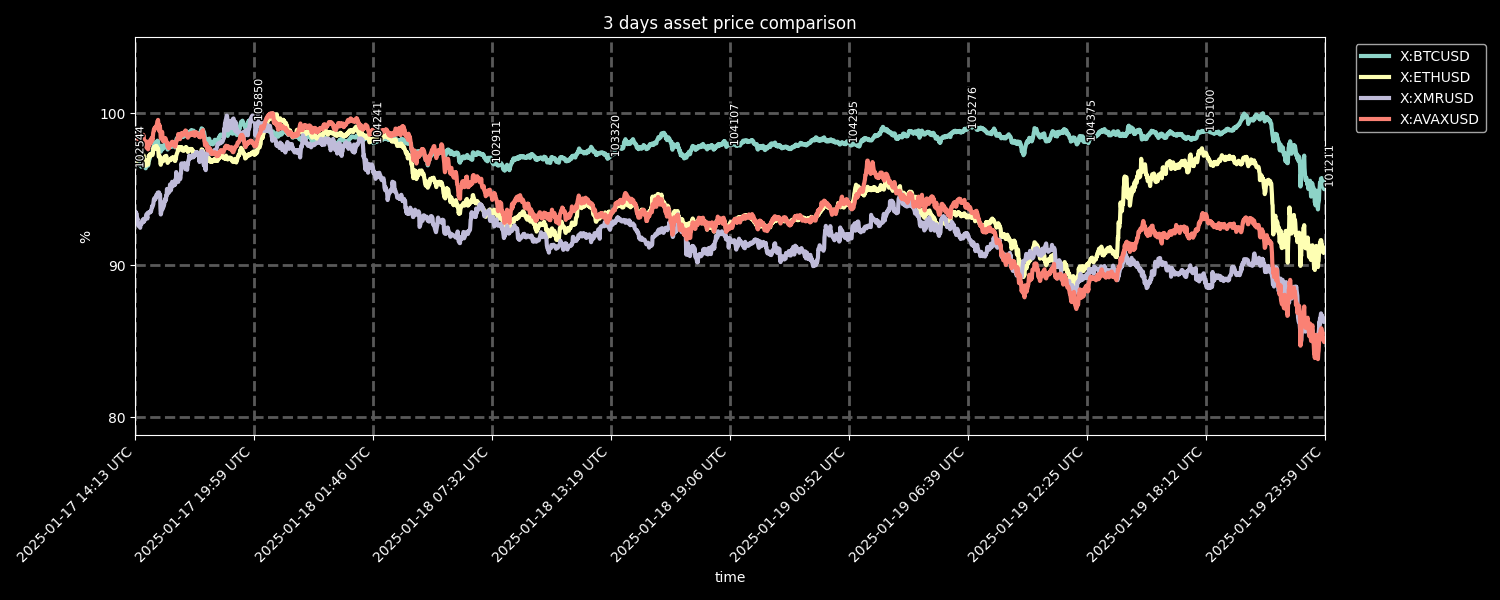 3 days asset price comparison
X:BTCUSD
X:ETHUSD
X:XMRUSD
X:AVAXUSD
100
90
80
%
105850
104241
102911
103320
104107
104295
105276
104375
105100
101211
2025-01-17 14:13 UTC
2025-01-17 19:59 UTC
2025-01-18 01:46 UTC
2025-01-18 07:32 UTC
2025-01-18 13:19 UTC
2025-01-18 19:06 UTC
2025-01-19 00:52 UTC
2025-01-19 06:39 UTC
2025-01-19 12:25 UTC
2025-01-19 18:12 UTC
2025-01-19 23:59 UTC
time